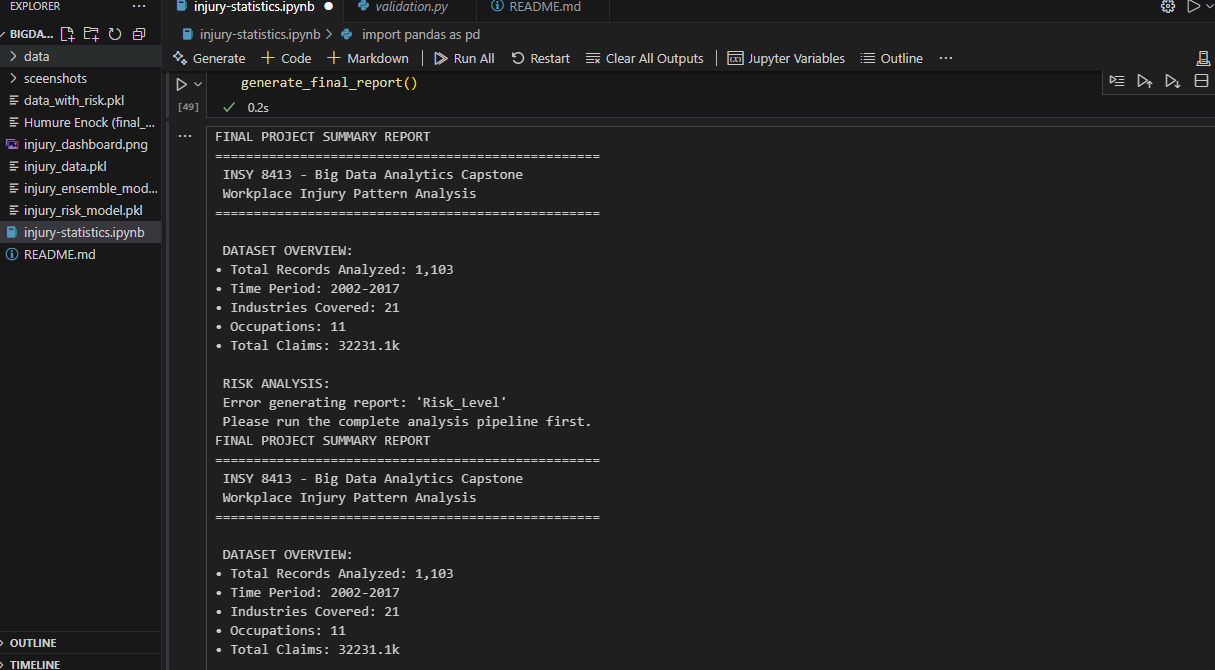 EXPLORER
···
injury-statistics.ipynb
validation.py
README.md
BIGDA...
injury-statistics.ipynb > import pandas as pd
data
Generate + Code + Markdown | Run All Restart Clear All Outputs | Jupyter Variables Outline ···
sceenshots
data_with_risk.pkl
Humure Enock (final_...
injury_dashboard.png
injury_data.pkl
injury_ensemble_mod...
injury_risk_model.pkl
injury-statistics.ipynb
README.md
OUTLINE
TIMELINE
generate_final_report()
[49]
0.2s
···
FINAL PROJECT SUMMARY REPORT
==================================================
INSY 8413 - Big Data Analytics Capstone
Workplace Injury Pattern Analysis
==================================================
DATASET OVERVIEW:
• Total Records Analyzed: 1,103
• Time Period: 2002-2017
• Industries Covered: 21
• Occupations: 11
• Total Claims: 32231.1k
RISK ANALYSIS:
Error generating report: 'Risk_Level'
Please run the complete analysis pipeline first.
FINAL PROJECT SUMMARY REPORT
==================================================
INSY 8413 - Big Data Analytics Capstone
Workplace Injury Pattern Analysis
==================================================
DATASET OVERVIEW:
• Total Records Analyzed: 1,103
• Time Period: 2002-2017
• Industries Covered: 21
• Occupations: 11
• Total Claims: 32231.1k